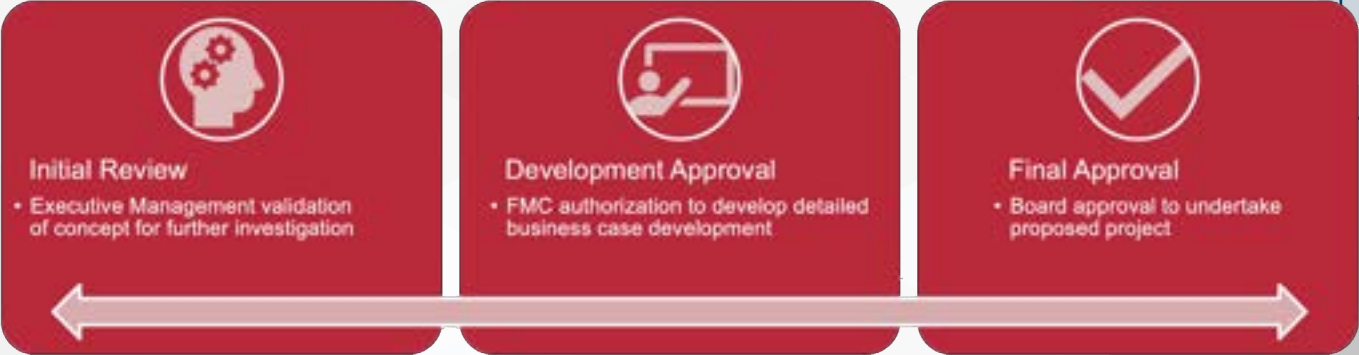 Initial Review
• Executive Management validation
of concept for further investigation
Development Approval
• FMC authorization to develop detailed
business case development
Final Approval
• Board approval to undertake
proposed project